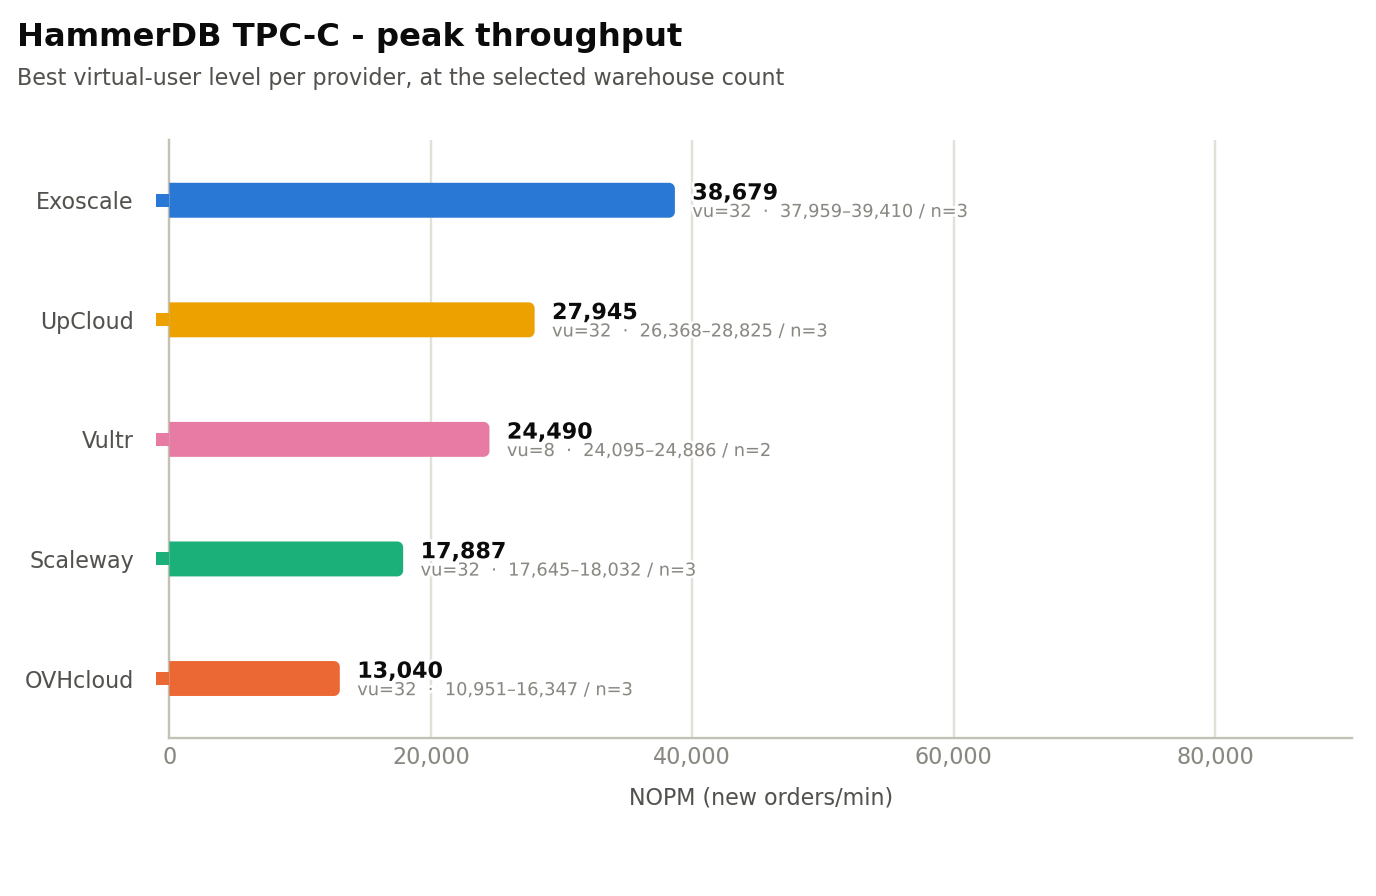 HammerDB TPC-C - peak throughput
Best virtual-user level per provider, at the selected warehouse count
Exoscale
38,679
vu=32 · 37,959–39,410 / n=3
UpCloud
27,945
vu=32 · 26,368–28,825 / n=3
Vultr
24,490
vu=8 · 24,095–24,886 / n=2
Scaleway
17,887
vu=32 · 17,645–18,032 / n=3
OVHcloud
13,040
vu=32 · 10,951–16,347 / n=3
0 20,000 40,000 60,000 80,000
NOPM (new orders/min)